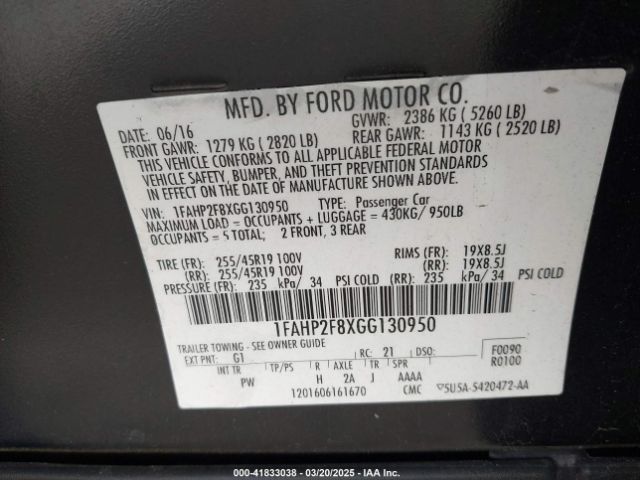 MFD. BY FORD MOTOR CO.
DATE: 06/16 GVWR: 2386 KG ( 5260 LB)
FRONT GAWR: 1279 KG ( 2820 LB) REAR GAWR: 1143 KG ( 2520 LB)
THIS VEHICLE CONFORMS TO ALL APPLICABLE FEDERAL MOTOR
VEHICLE SAFETY, BUMPER, AND THEFT PREVENTION STANDARDS
IN EFFECT ON THE DATE OF MANUFACTURE SHOWN ABOVE.
VIN: 1FAHP2F8XGG130950 TYPE: Passenger Car
MAXIMUM LOAD = OCCUPANTS + LUGGAGE = 430KG/ 950LB
OCCUPANTS = 5 TOTAL; 2 FRONT, 3 REAR
TIRE (FR): 255/45R19 100V RIMS (FR): 19X8.5J
(RR): 255/45R19 100V (RR): 19X8.5J
PRESSURE (FR): 235 kPa/ 34 PSI COLD (RR): 235 kPa/ 34 PSI COLD
1FAHP2F8XGG130950
TRAILER TOWING - SEE OWNER GUIDE F0090
EXT PNT: G1 RC: 21 DSO: R0100
INT TR TP/PS R AXLE TR SPR
PW H 2A J AAAA
1201606161670 CMC ▽5U5A-5420472-AA
000-41833038 - 03/20/2025 - IAA Inc.